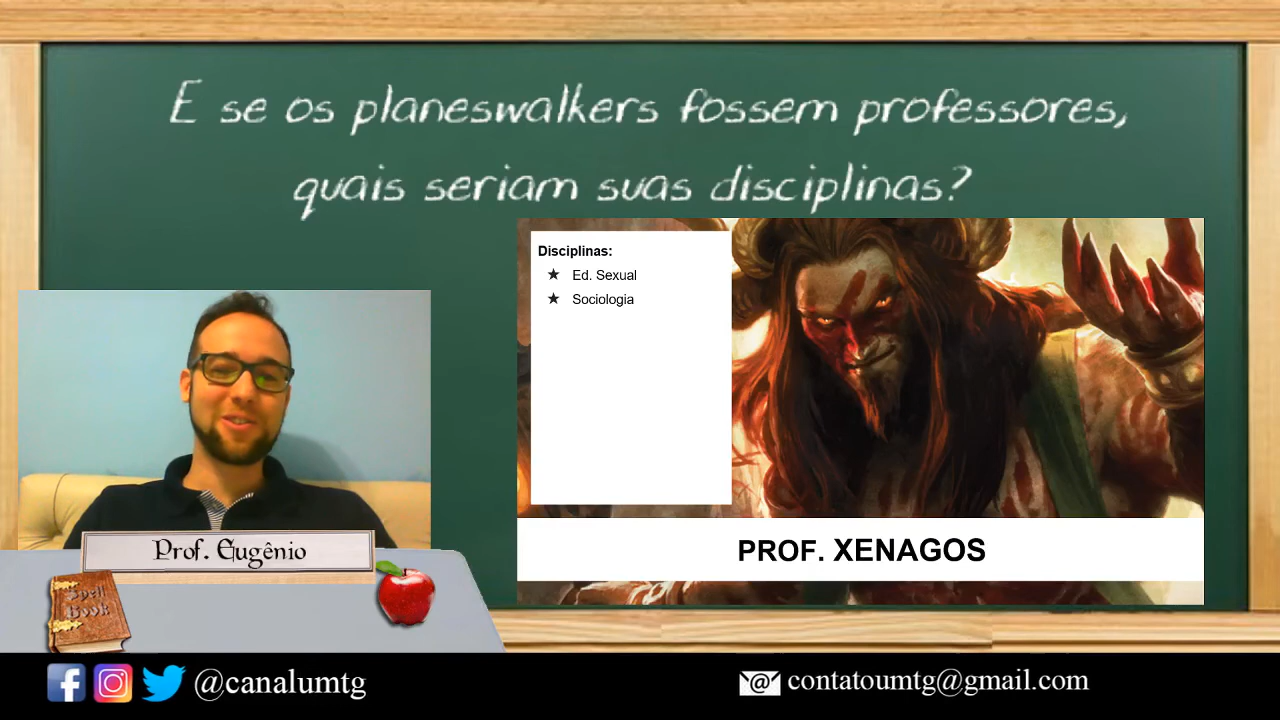 E se os planeswalkers fossem professores,
quais seriam suas disciplinas?
Disciplinas:
★ Ed. Sexual
★ Sociologia
PROF. XENAGOS
Prof. Eugênio
Spell
Book
@canalumtg
contatoumtg@gmail.com